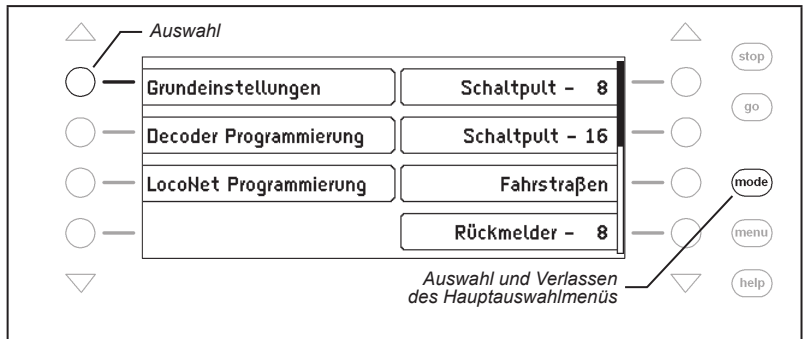 Auswahl
stop
Grundeinstellungen
Schaltpult - 8
go
Decoder Programmierung
Schaltpult - 16
LocoNet Programmierung
Fahrstraßen
mode
Rückmelder - 8
menu
Auswahl und Verlassen
des Hauptauswahlmenüs
help